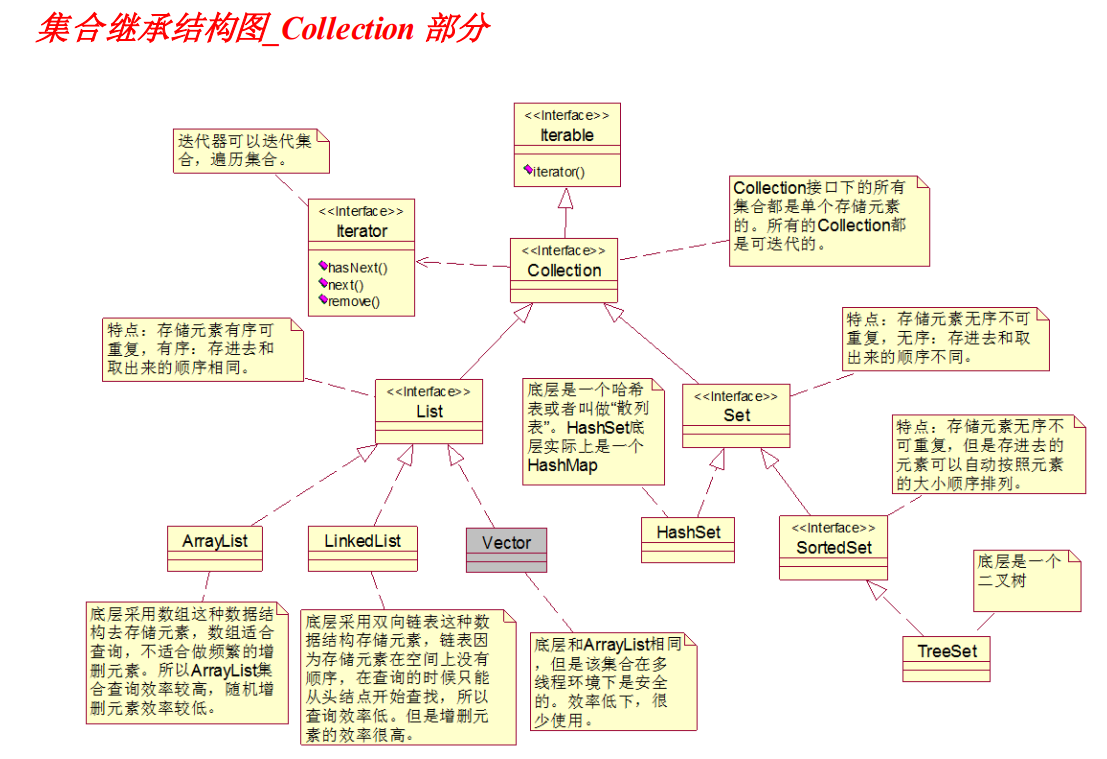 集合继承结构图_Collection 部分
<<Interface>>
Iterable
iterator()
迭代器可以迭代集
合，遍历集合。
<<Interface>>
Iterator
hasNext()
next()
remove()
Collection接口下的所有
集合都是单个存储元素
的。所有的Collection都
是可迭代的。
<<Interface>>
Collection
特点：存储元素有序可
重复，有序：存进去和
取出来的顺序相同。
特点：存储元素无序不可
重复，无序：存进去和取
出来的顺序不同。
<<Interface>>
List
底层是一个哈希
表或者叫做“散列
表”。HashSet底
层实际上是一个
HashMap
<<Interface>>
Set
特点：存储元素无序不
可重复，但是存进去的
元素可以自动按照元素
的大小顺序排列。
ArrayList
LinkedList
Vector
HashSet
<<Interface>>
SortedSet
底层是一个
二叉树
底层采用数组这种数据结
构去存储元素，数组适合
查询，不适合做频繁的增
删元素。所以ArrayList集
合查询效率较高，随机增
删元素效率较低。
底层采用双向链表这种数
据结构存储元素，链表因
为存储元素在空间上没有
顺序，在查询的时候只能
从头结点开始查找，所以
查询效率低。但是增删元
素的效率很高。
底层和ArrayList相同
，但是该集合在多
线程环境下是安全
的。效率低下，很
少使用。
TreeSet